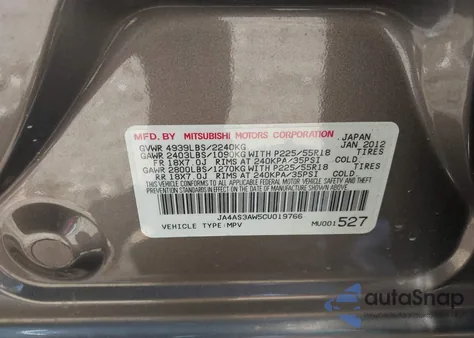 MFD. BY MITSUBISHI MOTORS CORPORATION, JAPAN
GVWR 4939LBS/2240KG JAN 2012
GAWR 2403LBS/1090KG WITH P225/55R18 TIRES
FR 18X7.0J RIMS AT 240KPA/35PSI COLD
GAWR 2800LBS/1270KG WITH P225/55R18 TIRES
RR 18X7.0J RIMS AT 240KPA/35PSI COLD.
THIS VEHICLE CONFORMS TO ALL APPLICABLE FEDERAL MOTOR VEHICLE SAFETY AND THEFT
PREVENTION STANDARDS IN EFFECT ON THE DATE OF MANUFACTURE SHOWN ABOVE.
JA4AS3AW5CU019766
VEHICLE TYPE:MPV MU001 527
autoSnap